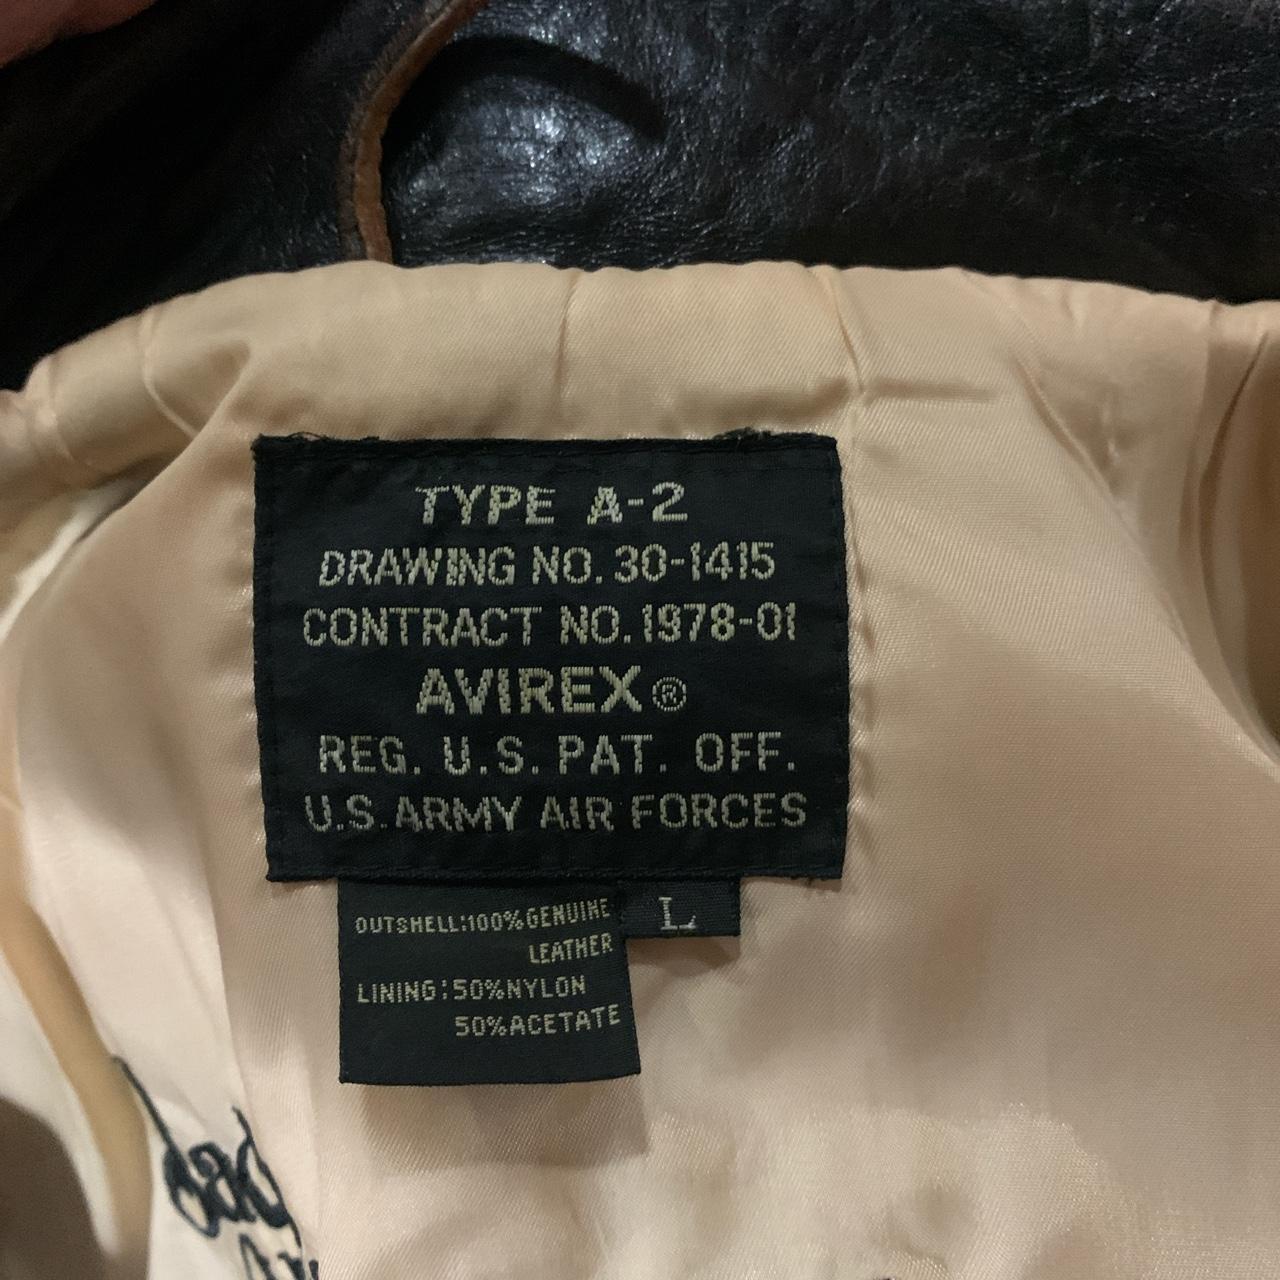 TYPE A-2
DRAWING NO. 30-1415
CONTRACT NO. 1978-01
AVIREX®
REG. U.S. PAT. OFF.
U.S. ARMY AIR FORCES
OUTSHELL:100%GENUINE
LEATHER
L
LINING:50%NYLON
50%ACETATE